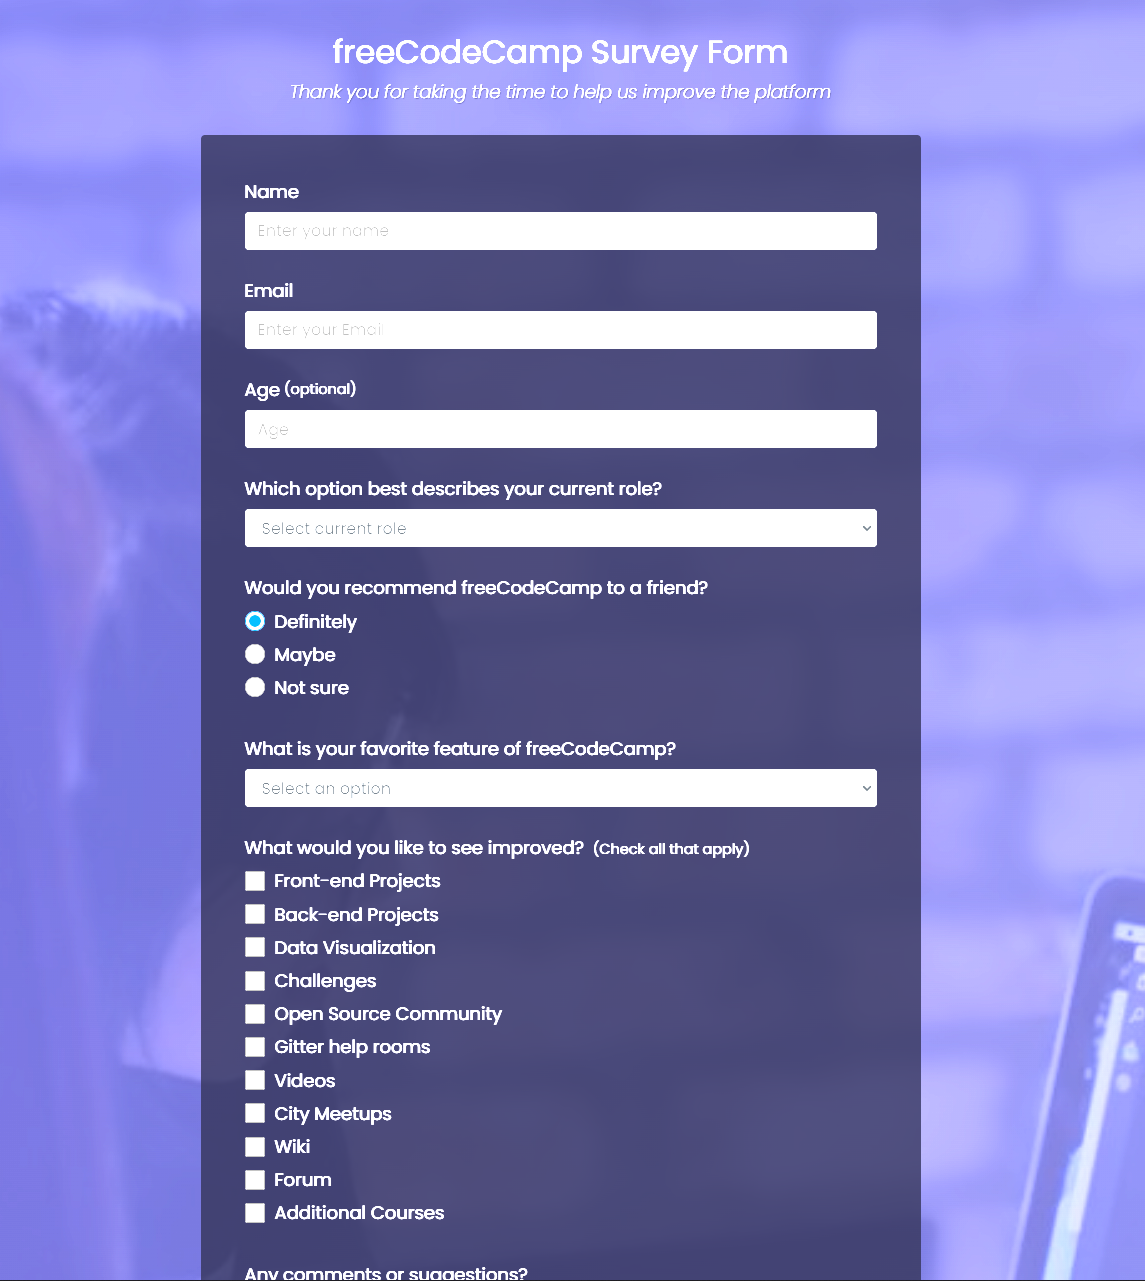 freeCodeCamp Survey Form
Thank you for taking the time to help us improve the platform
Name
Enter your name
Email
Enter your Email
Age (optional)
Age
Which option best describes your current role?
Select current role
Would you recommend freeCodeCamp to a friend?
Definitely
Maybe
Not sure
What is your favorite feature of freeCodeCamp?
Select an option
What would you like to see improved? (Check all that apply)
Front-end Projects
Back-end Projects
Data Visualization
Challenges
Open Source Community
Gitter help rooms
Videos
City Meetups
Wiki
Forum
Additional Courses
Any comments or suggestions?